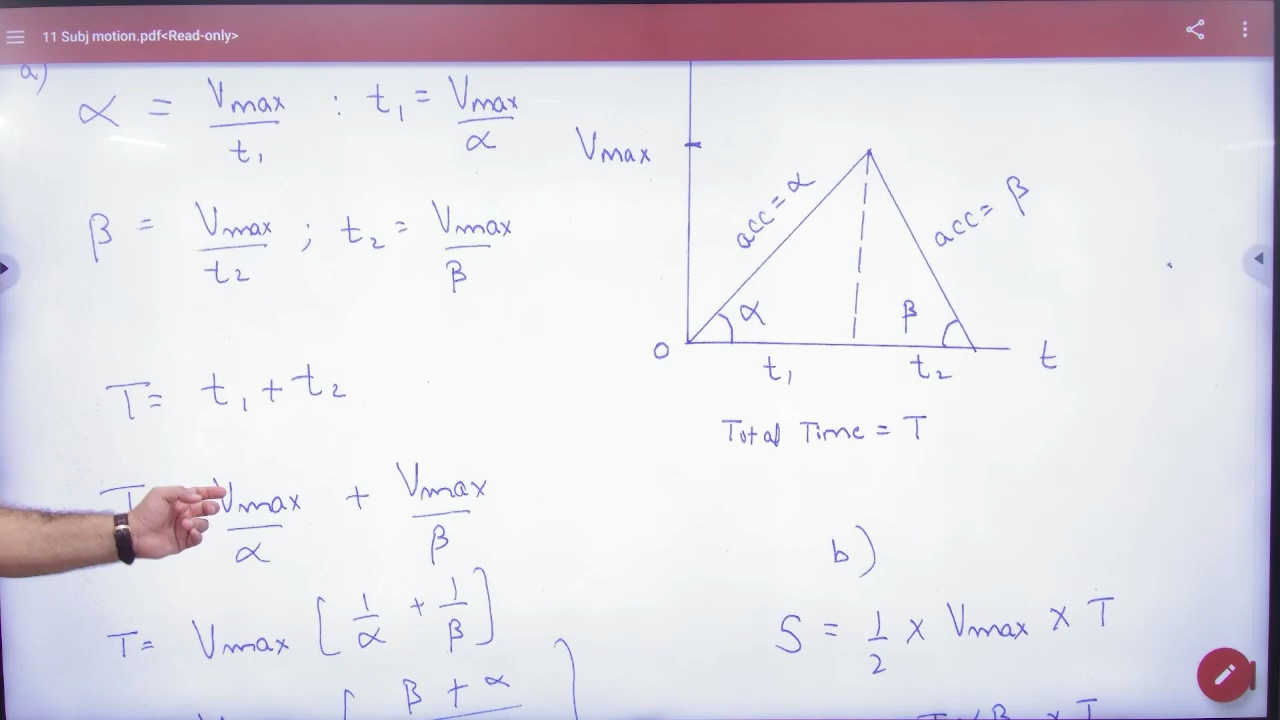 11 Subj motion.pdf<Read-only>
a)
α = Vmax/t₁ : t₁ = Vmax/α
β = Vmax/t₂ ; t₂ = Vmax/β
T = t₁ + t₂
T Vmax/α + Vmax/β
T = Vmax [1/α + 1/β]
[β + α
Vmax
acc = α
acc = β
α
β
0
t₁
t₂
t
Total Time = T
b)
S = 1/2 × Vmax × T
β × T